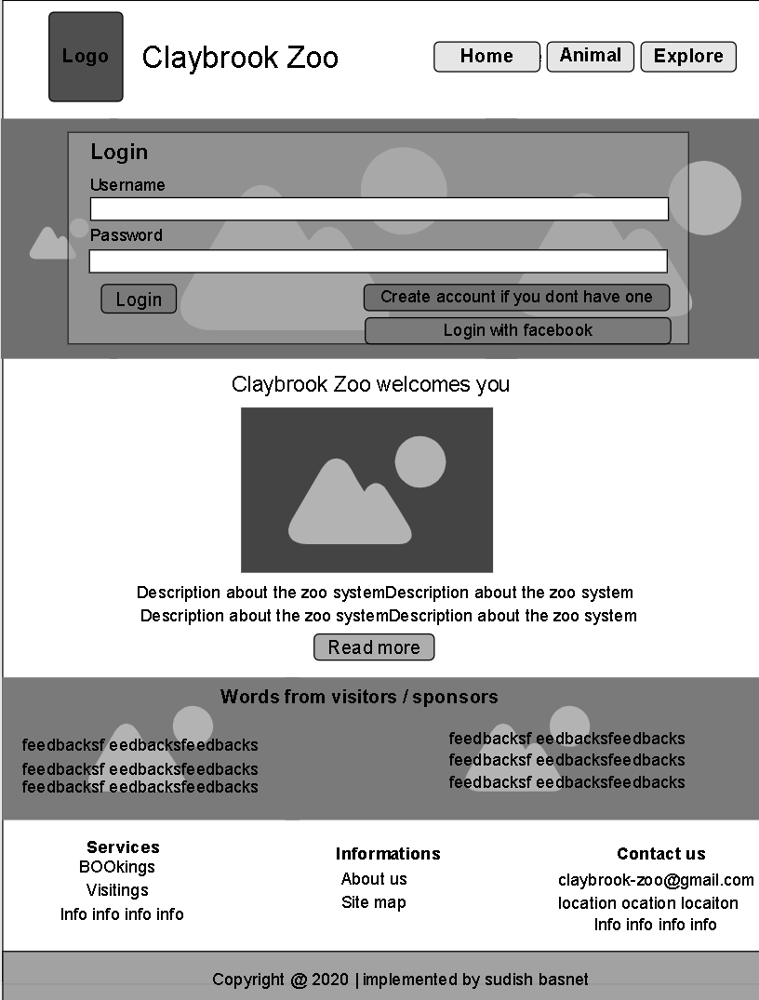 Logo
Claybrook Zoo
Home
Animal
Explore
Login
Username
Password
Login
Create account if you dont have one
Login with facebook
Claybrook Zoo welcomes you
Description about the zoo systemDescription about the zoo system
Description about the zoo systemDescription about the zoo system
Read more
Words from visitors / sponsors
feedbacksf eedbacksfeedbacks
feedbacksf eedbacksfeedbacks
feedbacksf eedbacksfeedbacks
feedbacksf eedbacksfeedbacks
feedbacksf eedbacksfeedbacks
feedbacksf eedbacksfeedbacks
Services
BOOkings
Visitings
Info info info info
Informations
About us
Site map
Contact us
claybrook-zoo@gmail.com
location ocation locaiton
Info info info info
Copyright @ 2020 | implemented by sudish basnet